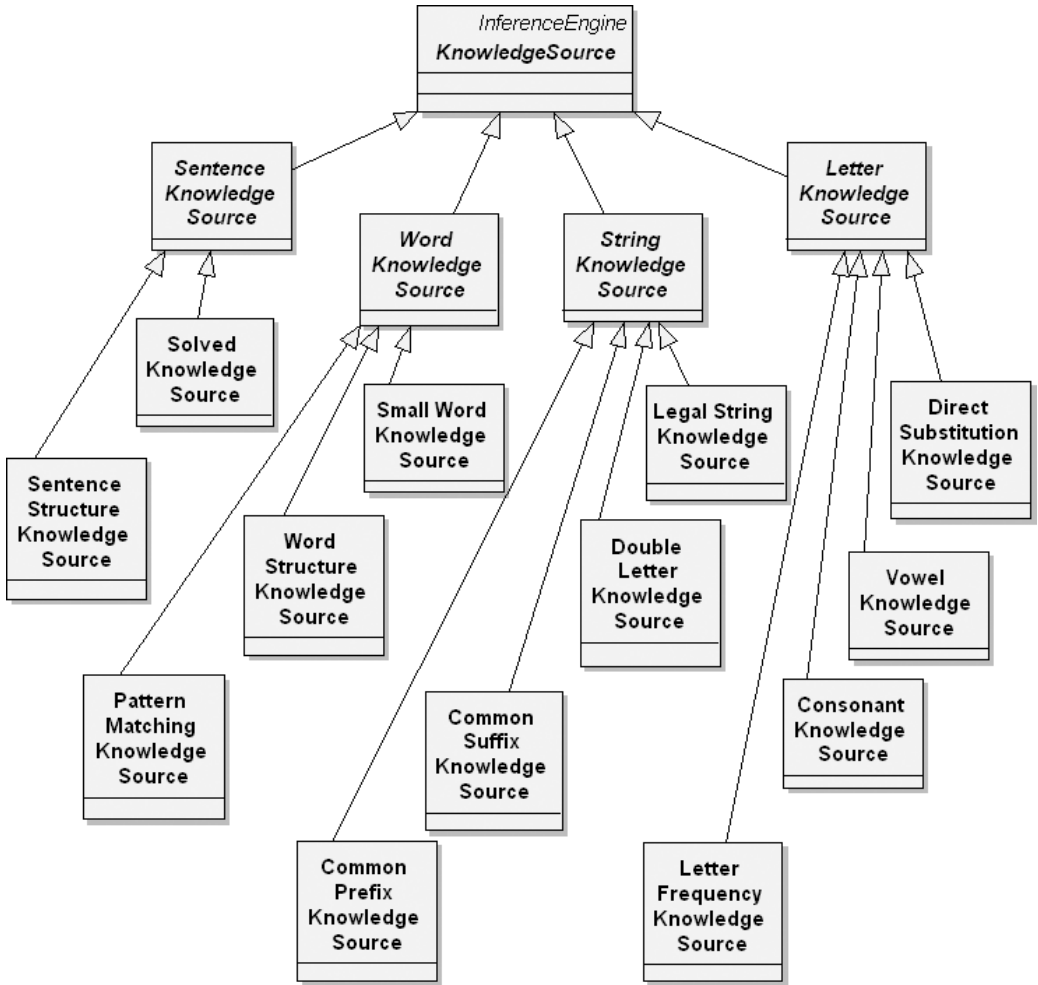 InferenceEngine
KnowledgeSource
Sentence
Knowledge
Source
Word
Knowledge
Source
String
Knowledge
Source
Letter
Knowledge
Source
Solved
Knowledge
Source
Sentence
Structure
Knowledge
Source
Small Word
Knowledge
Source
Word
Structure
Knowledge
Source
Pattern
Matching
Knowledge
Source
Legal String
Knowledge
Source
Double
Letter
Knowledge
Source
Common
Suffix
Knowledge
Source
Common
Prefix
Knowledge
Source
Direct
Substitution
Knowledge
Source
Vowel
Knowledge
Source
Consonant
Knowledge
Source
Letter
Frequency
Knowledge
Source